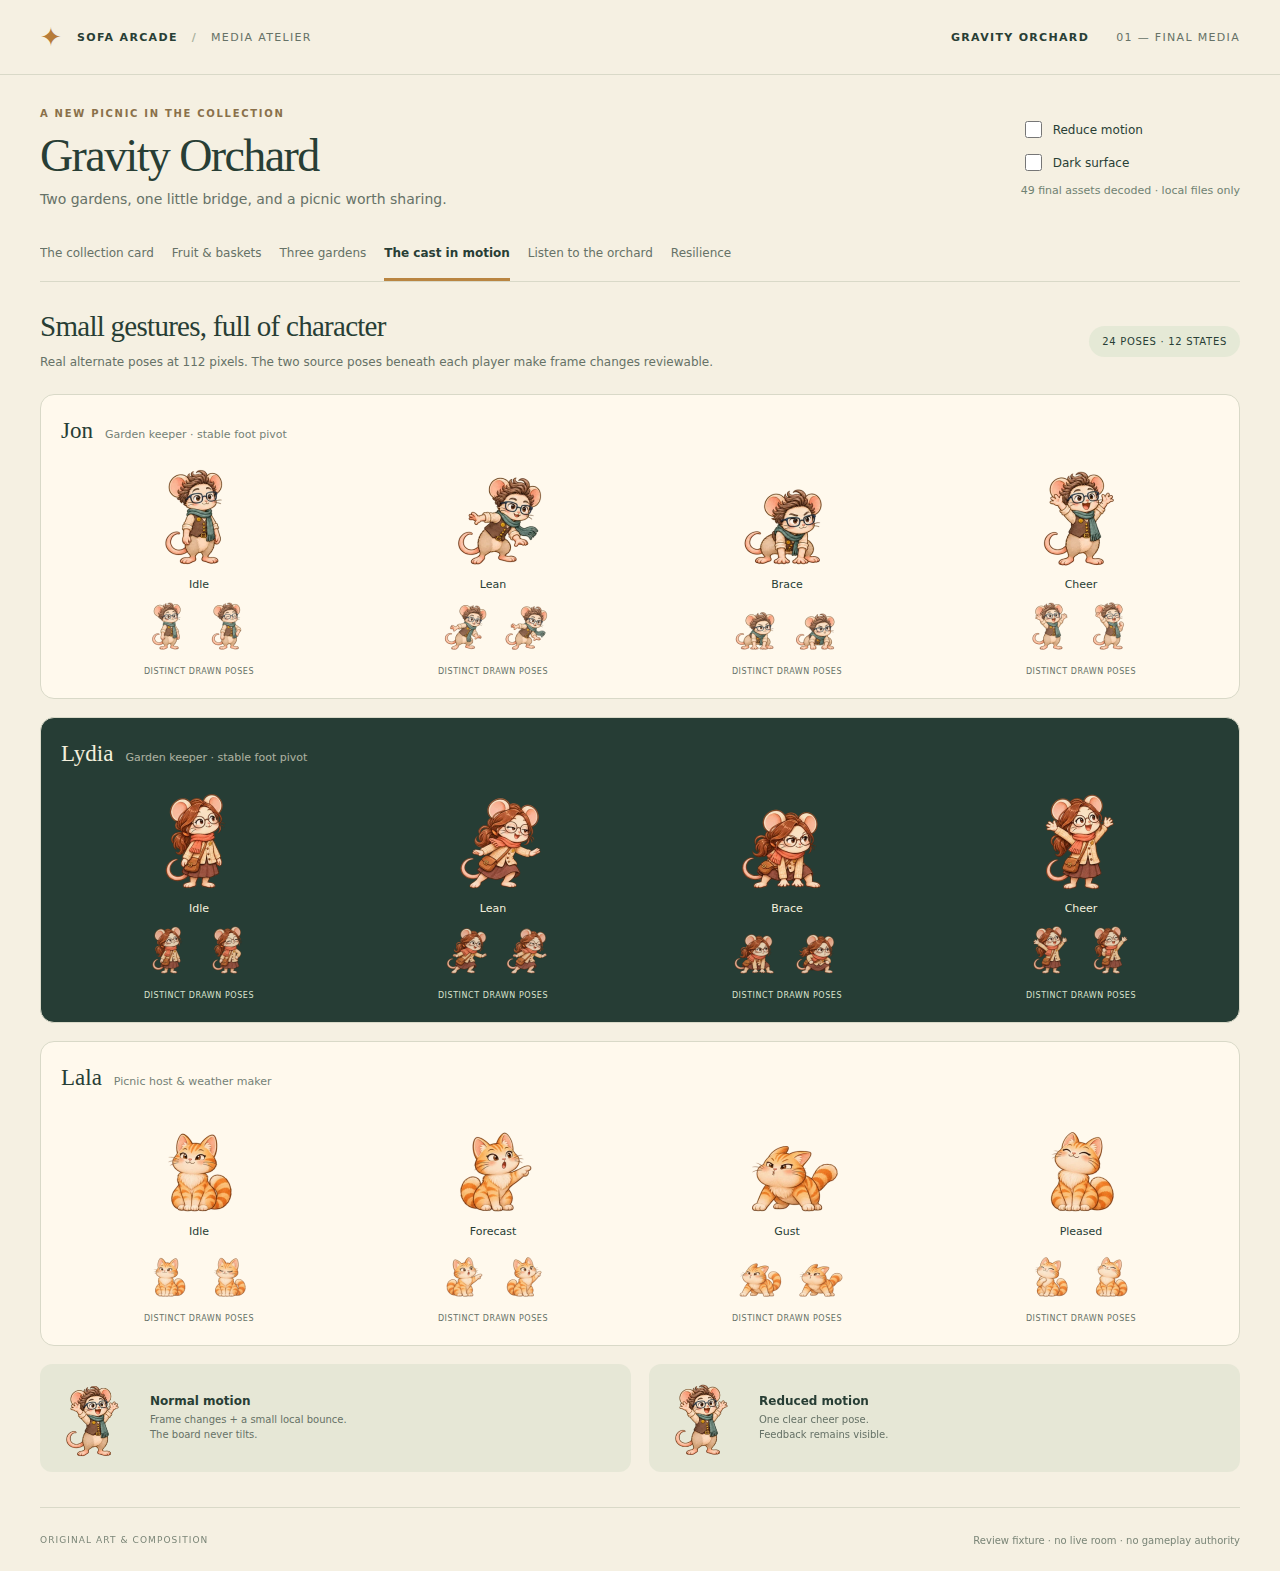 ✦ SOFA ARCADE / MEDIA ATELIER
GRAVITY ORCHARD 01 — FINAL MEDIA
A NEW PICNIC IN THE COLLECTION
Gravity Orchard
Two gardens, one little bridge, and a picnic worth sharing.
Reduce motion
Dark surface
49 final assets decoded · local files only
The collection card Fruit & baskets Three gardens The cast in motion Listen to the orchard Resilience
Small gestures, full of character
Real alternate poses at 112 pixels. The two source poses beneath each player make frame changes reviewable.
24 POSES · 12 STATES
Jon Garden keeper · stable foot pivot
Idle Lean Brace Cheer
DISTINCT DRAWN POSES DISTINCT DRAWN POSES DISTINCT DRAWN POSES DISTINCT DRAWN POSES
Lydia Garden keeper · stable foot pivot
Idle Lean Brace Cheer
DISTINCT DRAWN POSES DISTINCT DRAWN POSES DISTINCT DRAWN POSES DISTINCT DRAWN POSES
Lala Picnic host & weather maker
Idle Forecast Gust Pleased
DISTINCT DRAWN POSES DISTINCT DRAWN POSES DISTINCT DRAWN POSES DISTINCT DRAWN POSES
Normal motion
Frame changes + a small local bounce.
The board never tilts.
Reduced motion
One clear cheer pose.
Feedback remains visible.
ORIGINAL ART & COMPOSITION
Review fixture · no live room · no gameplay authority